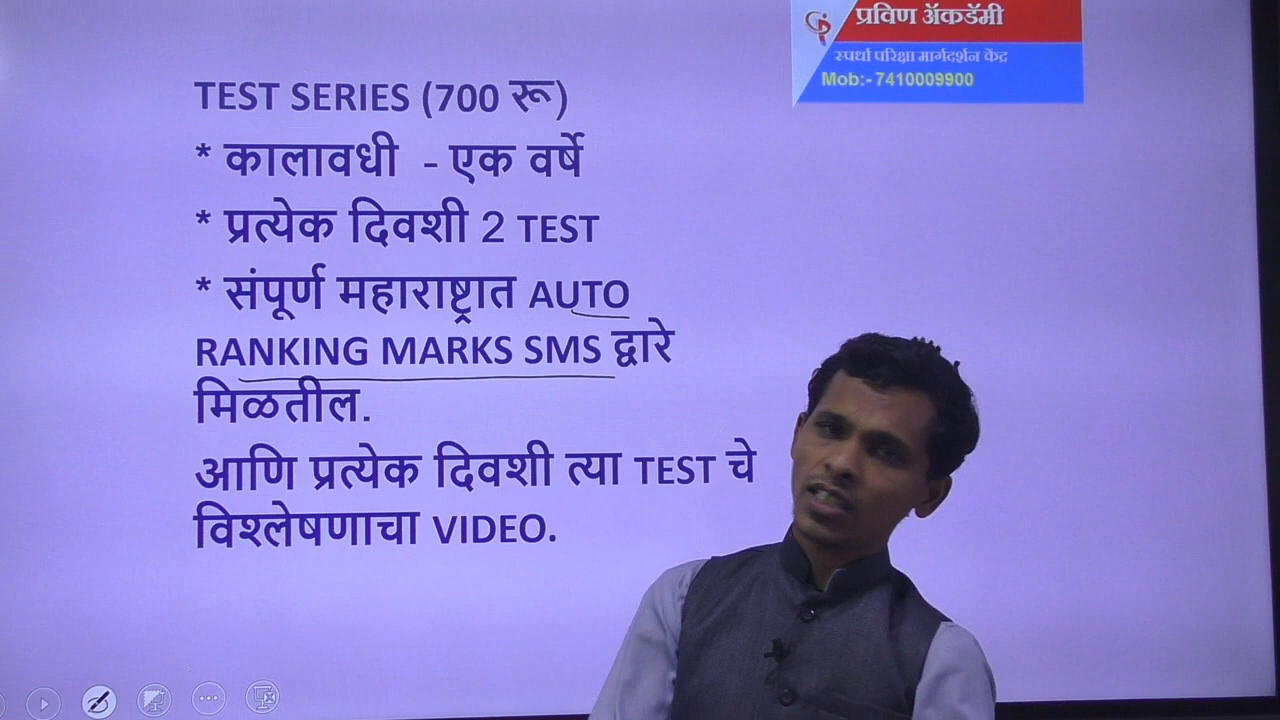 प्रविण ॲकडॅमी
स्पर्धा परिक्षा मार्गदर्शन केंद्र
Mob:- 7410009900
TEST SERIES (700 रू)
* कालावधी - एक वर्षे
* प्रत्येक दिवशी 2 TEST
* संपूर्ण महाराष्ट्रात AUTO
RANKING MARKS SMS द्वारे
मिळतील.
आणि प्रत्येक दिवशी त्या TEST चे
विश्लेषणाचा VIDEO.